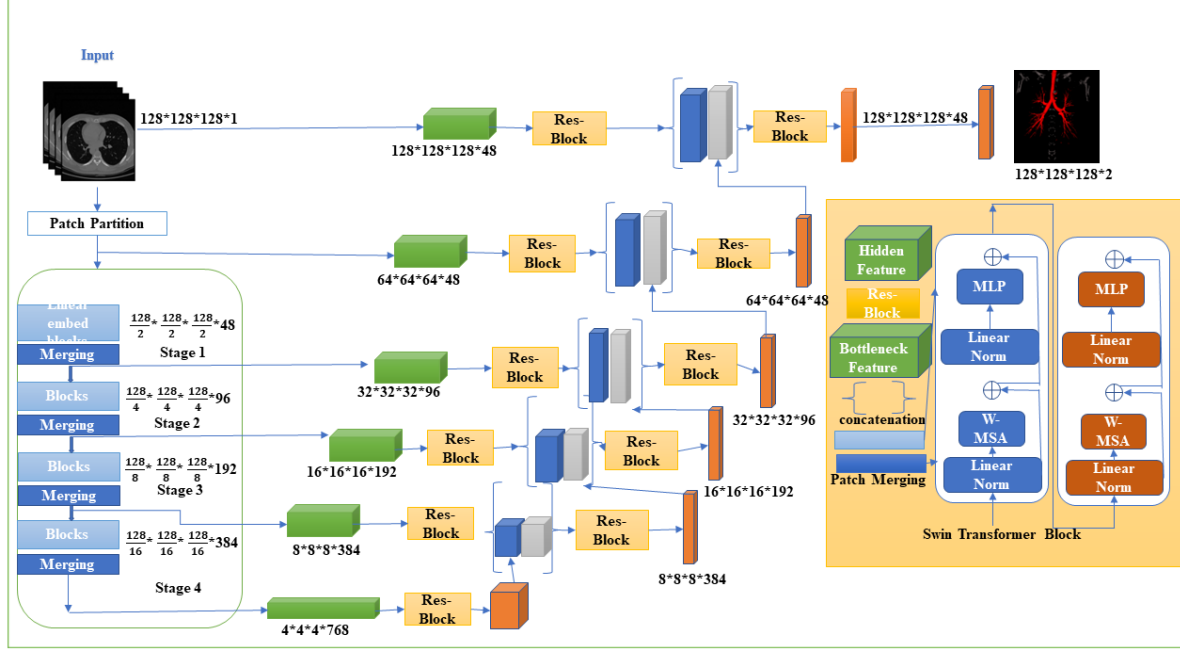 Input
128*128*128*1
128*128*128*48
Res-
Block
Res-
Block
128*128*128*48
128*128*128*2
Patch Partition
64*64*64*48
Res-
Block
Res-
Block
64*64*64*48
Linear
embed
blocks
128/2 * 128/2 * 128/2 *48
Merging
Stage 1
32*32*32*96
Res-
Block
Res-
Block
32*32*32*96
Blocks
128/4 * 128/4 * 128/4 *96
Merging
Stage 2
16*16*16*192
Res-
Block
Res-
Block
16*16*16*192
Blocks
128/8 * 128/8 * 128/8 *192
Merging
Stage 3
8*8*8*384
Res-
Block
Res-
Block
8*8*8*384
Blocks
128/16 * 128/16 * 128/16 *384
Merging
Stage 4
4*4*4*768
Res-
Block
Hidden
Feature
Res-
Block
Bottleneck
Feature
concatenation
Patch Merging
MLP
Linear
Norm
W-
MSA
Linear
Norm
MLP
Linear
Norm
W-
MSA
Linear
Norm
Swin Transformer Block